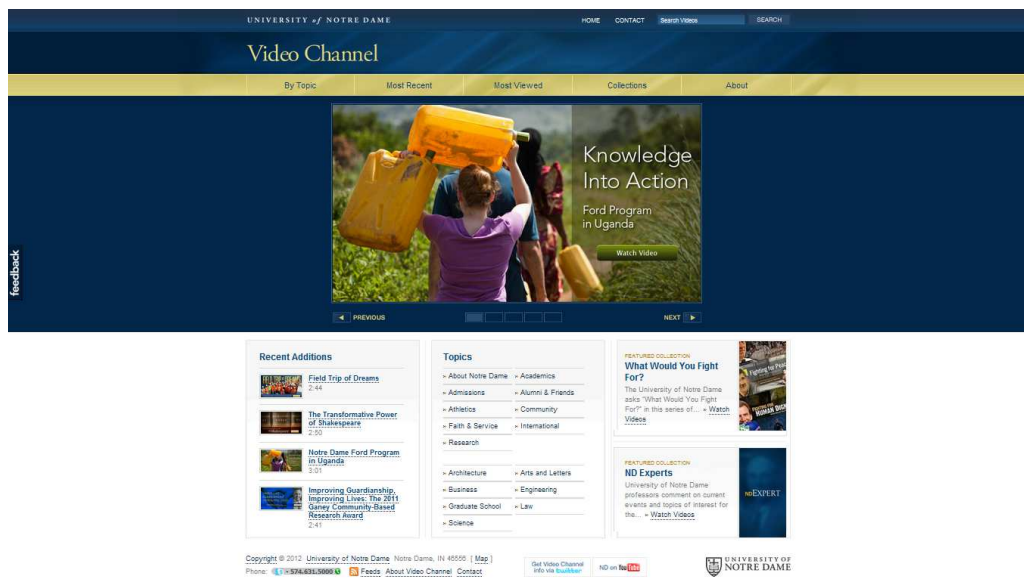 UNIVERSITY of NOTRE DAME
HOME CONTACT Search Videos SEARCH
Video Channel
By Topic Most Recent Most Viewed Collections About
Knowledge
Into Action
Ford Program
in Uganda
Watch Video
feedback
PREVIOUS
NEXT
Recent Additions
Field Trip of Dreams
2:44
The Transformative Power
of Shakespeare
2:50
Notre Dame Ford Program
in Uganda
3:01
Improving Guardianship,
Improving Lives: The 2011
Ganey Community-Based
Research Award
2:41
Topics
» About Notre Dame » Academics
» Admissions » Alumni & Friends
» Athletics » Community
» Faith & Service » International
» Research
» Architecture » Arts and Letters
» Business » Engineering
» Graduate School » Law
» Science
FEATURED COLLECTION
What Would You Fight
For?
The University of Notre Dame
asks "What Would You Fight
For?" in this series of... » Watch
Videos
Fighting for Peace
HUMAN
FEATURED COLLECTION
ND Experts
University of Notre Dame
professors comment on current
events and topics of interest for
the... » Watch Videos
NDEXPERT
Copyright © 2012 University of Notre Dame Notre Dame, IN 46556 [ Map ]
Phone: 574.631.5000 Feeds About Video Channel Contact
Get Video Channel
info via twitter
ND on YouTube
UNIVERSITY OF
NOTRE DAME